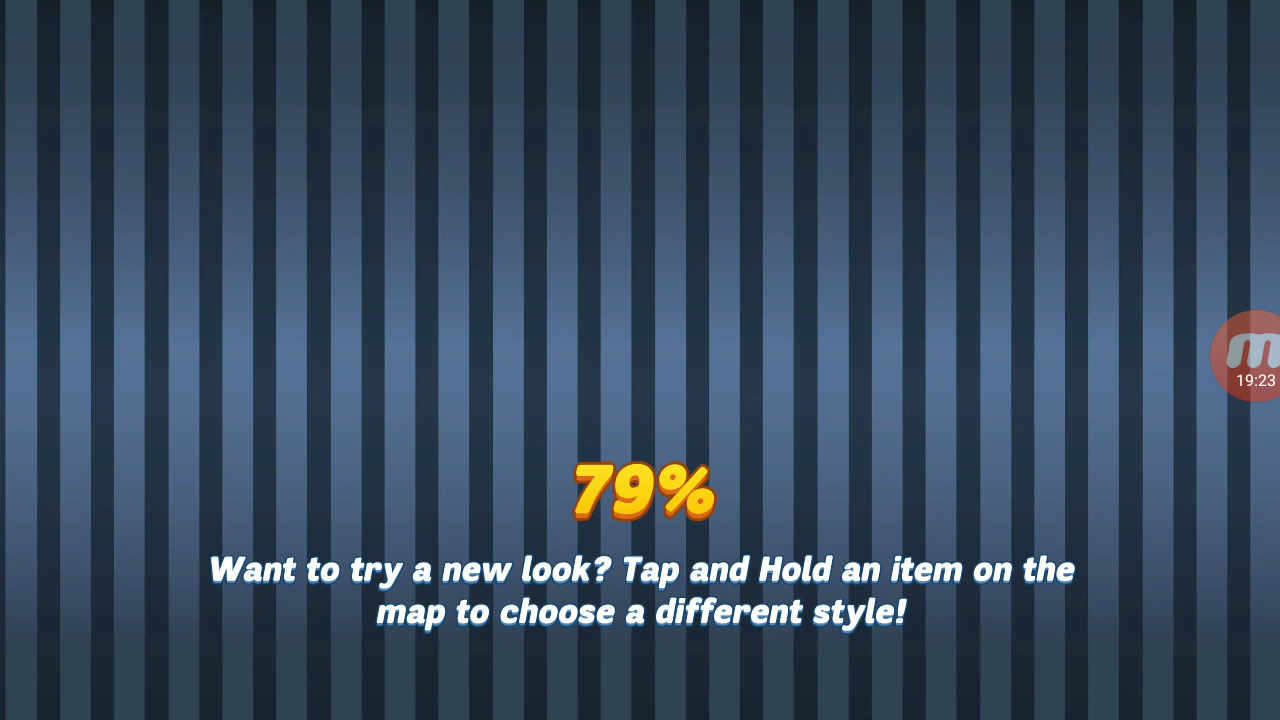 79%
Want to try a new look? Tap and Hold an item on the
map to choose a different style!
19:23